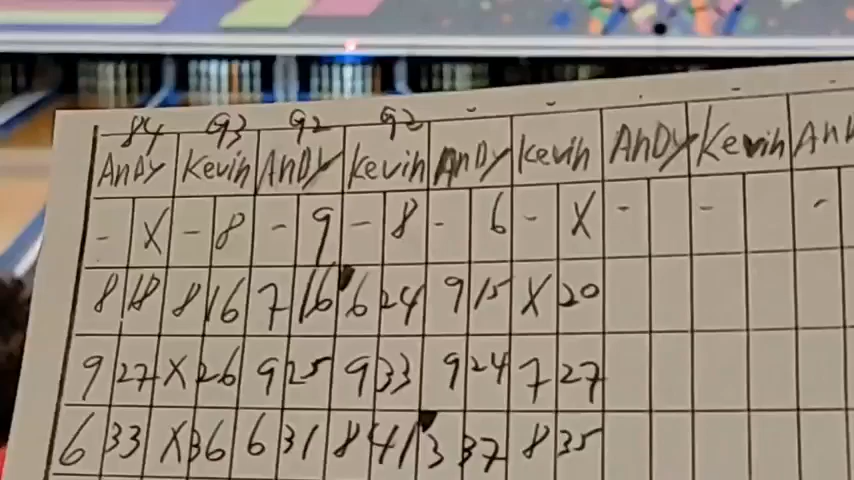 84 93 92 92 - - - -
AnDY Kevin AnDY Kevin AnDY Kevin AnDY Kevin
- X - 8 - 9 - 8 - 6 - X - - -
8 18 8 16 7 16 6 24 9 15 X 20
9 27 X 26 9 25 9 33 9 24 7 27
6 33 X 36 6 31 8 41 3 37 8 35